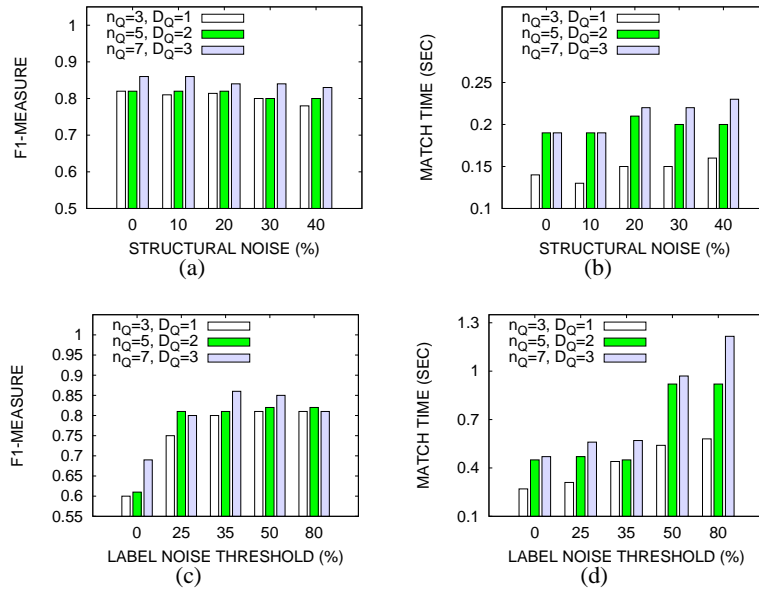 n_Q=3, D_Q=1
n_Q=5, D_Q=2
n_Q=7, D_Q=3
F1-MEASURE
1
0.9
0.8
0.7
0.6
0.5
0 10 20 30 40
STRUCTURAL NOISE (%)
(a)
n_Q=3, D_Q=1
n_Q=5, D_Q=2
n_Q=7, D_Q=3
MATCH TIME (SEC)
0.25
0.2
0.15
0.1
0 10 20 30 40
STRUCTURAL NOISE (%)
(b)
n_Q=3, D_Q=1
n_Q=5, D_Q=2
n_Q=7, D_Q=3
F1-MEASURE
1
0.95
0.9
0.85
0.8
0.75
0.7
0.65
0.6
0.55
0 25 35 50 80
LABEL NOISE THRESHOLD (%)
(c)
n_Q=3, D_Q=1
n_Q=5, D_Q=2
n_Q=7, D_Q=3
MATCH TIME (SEC)
1.3
1
0.7
0.4
0.1
0 25 35 50 80
LABEL NOISE THRESHOLD (%)
(d)